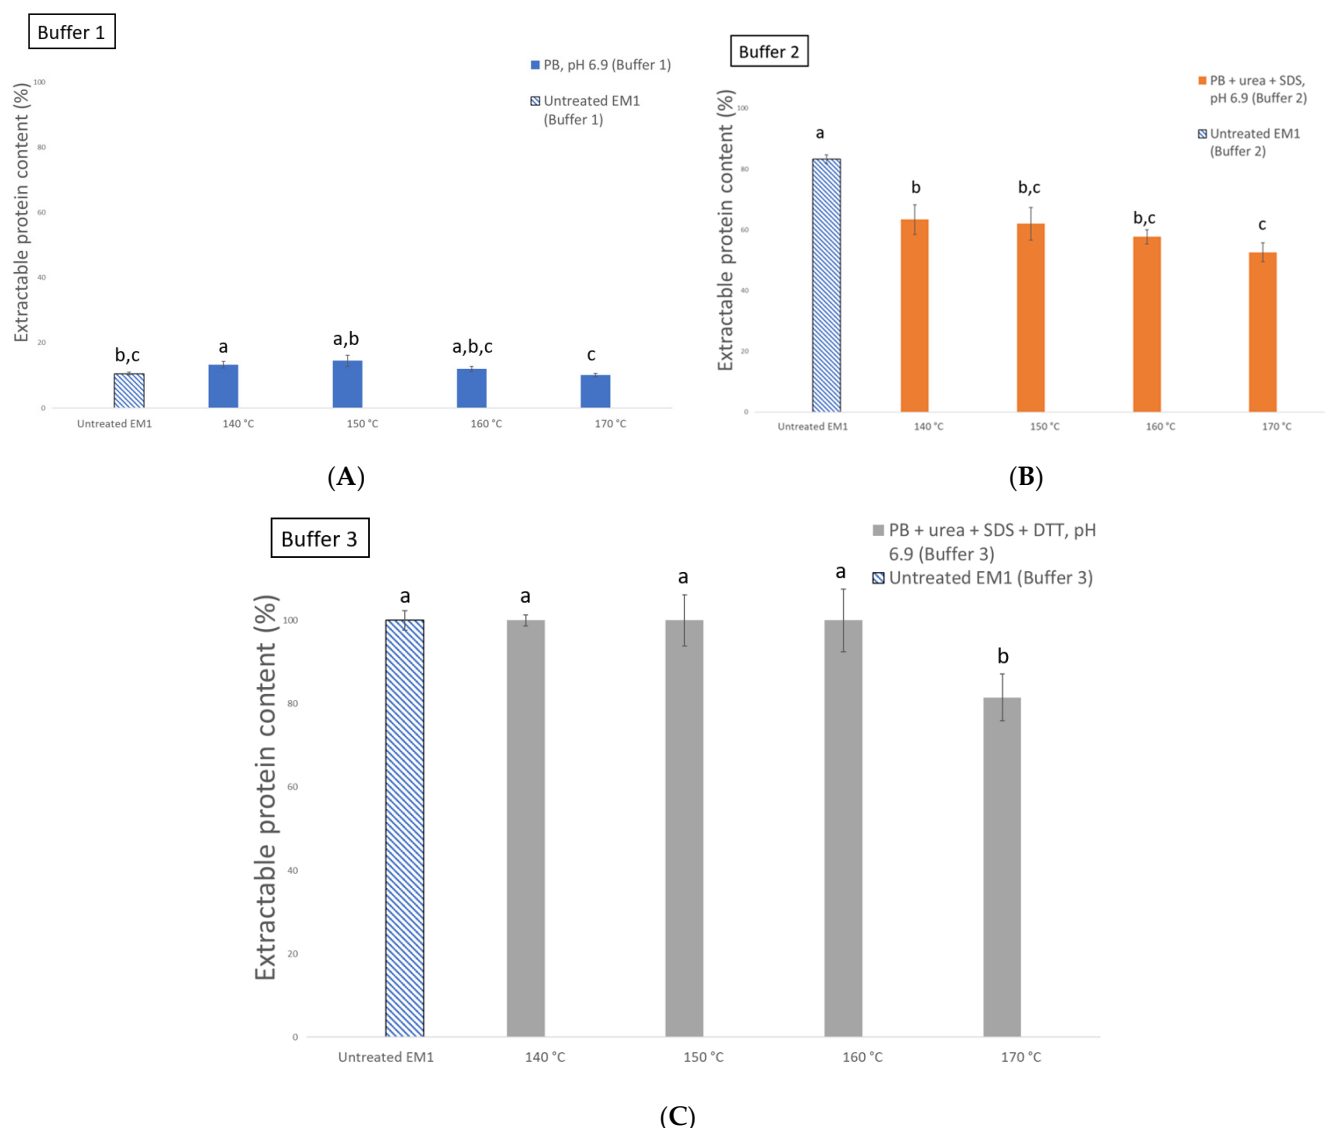 Buffer 1
PB, pH 6.9 (Buffer 1)
Untreated EM1
(Buffer 1)
Extractable protein content (%)
100
80
60
40
20
0
b,c
a
a,b
a,b,c
c
Untreated EM1
140 °C
150 °C
160 °C
170 °C
(A)
Buffer 2
PB + urea + SDS,
pH 6.9 (Buffer 2)
Untreated EM1
(Buffer 2)
Extractable protein content (%)
100
80
60
40
20
0
a
b
b,c
b,c
c
Untreated EM1
140 °C
150 °C
160 °C
170 °C
(B)
Buffer 3
PB + urea + SDS + DTT, pH
6.9 (Buffer 3)
Untreated EM1 (Buffer 3)
Extractable protein content (%)
100
80
60
40
20
0
a
a
a
a
b
Untreated EM1
140 °C
150 °C
160 °C
170 °C
(C)